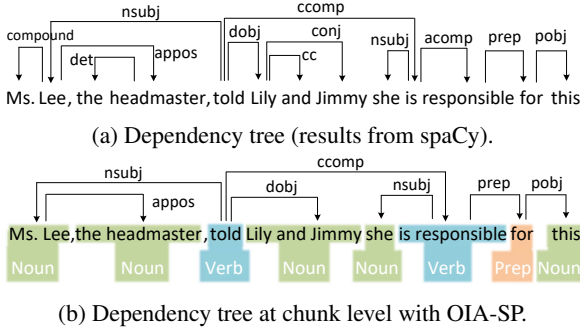 nsubj ccomp
compound appos dobj conj nsubj acomp prep pobj
det cc
Ms. Lee, the headmaster, told Lily and Jimmy she is responsible for this
(a) Dependency tree (results from spaCy).
ccomp
nsubj nsubj prep pobj
appos dobj
Ms. Lee,the headmaster, told Lily and Jimmy she is responsible for this
Noun Noun Verb Noun Noun Verb Prep Noun
(b) Dependency tree at chunk level with OIA-SP.